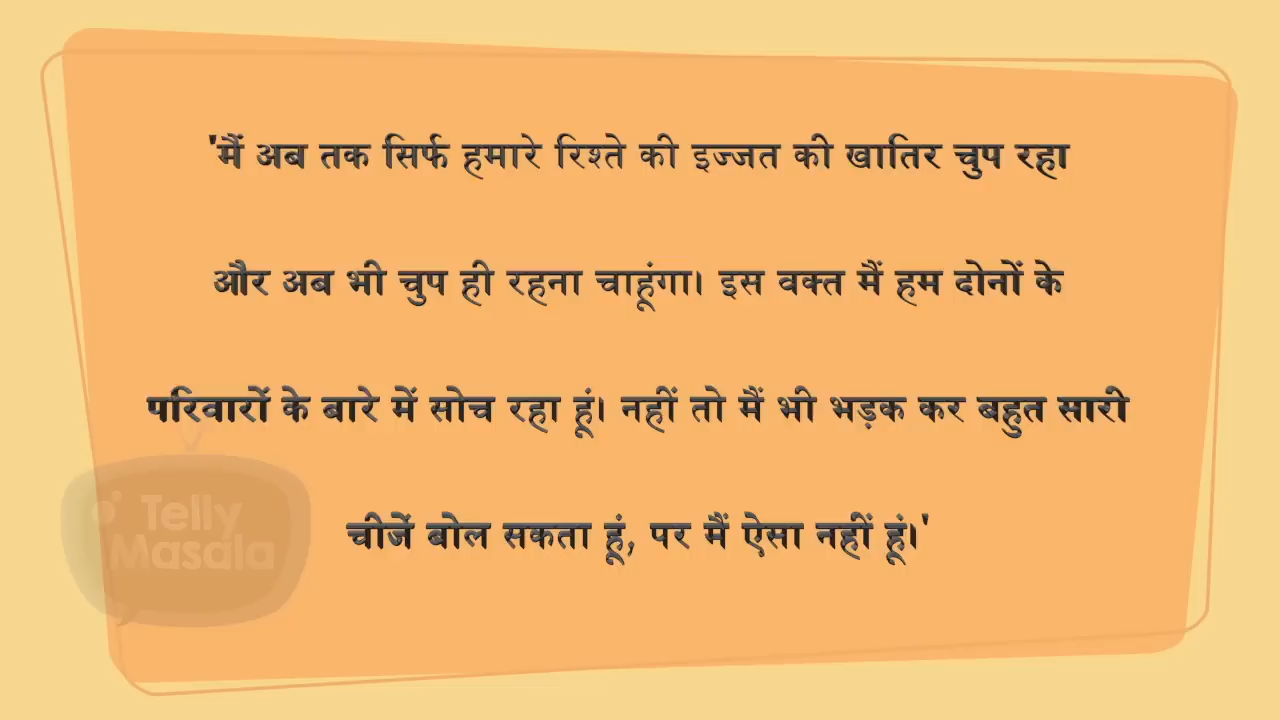 'मैं अब तक सिर्फ हमारे रिश्ते की इज्जत की खातिर चुप रहा
और अब भी चुप ही रहना चाहूंगा। इस वक्त मैं हम दोनों के
परिवारों के बारे में सोच रहा हूं। नहीं तो मैं भी भड़क कर बहुत सारी
चीजें बोल सकता हूं, पर मैं ऐसा नहीं हूं।'
Telly
Masala